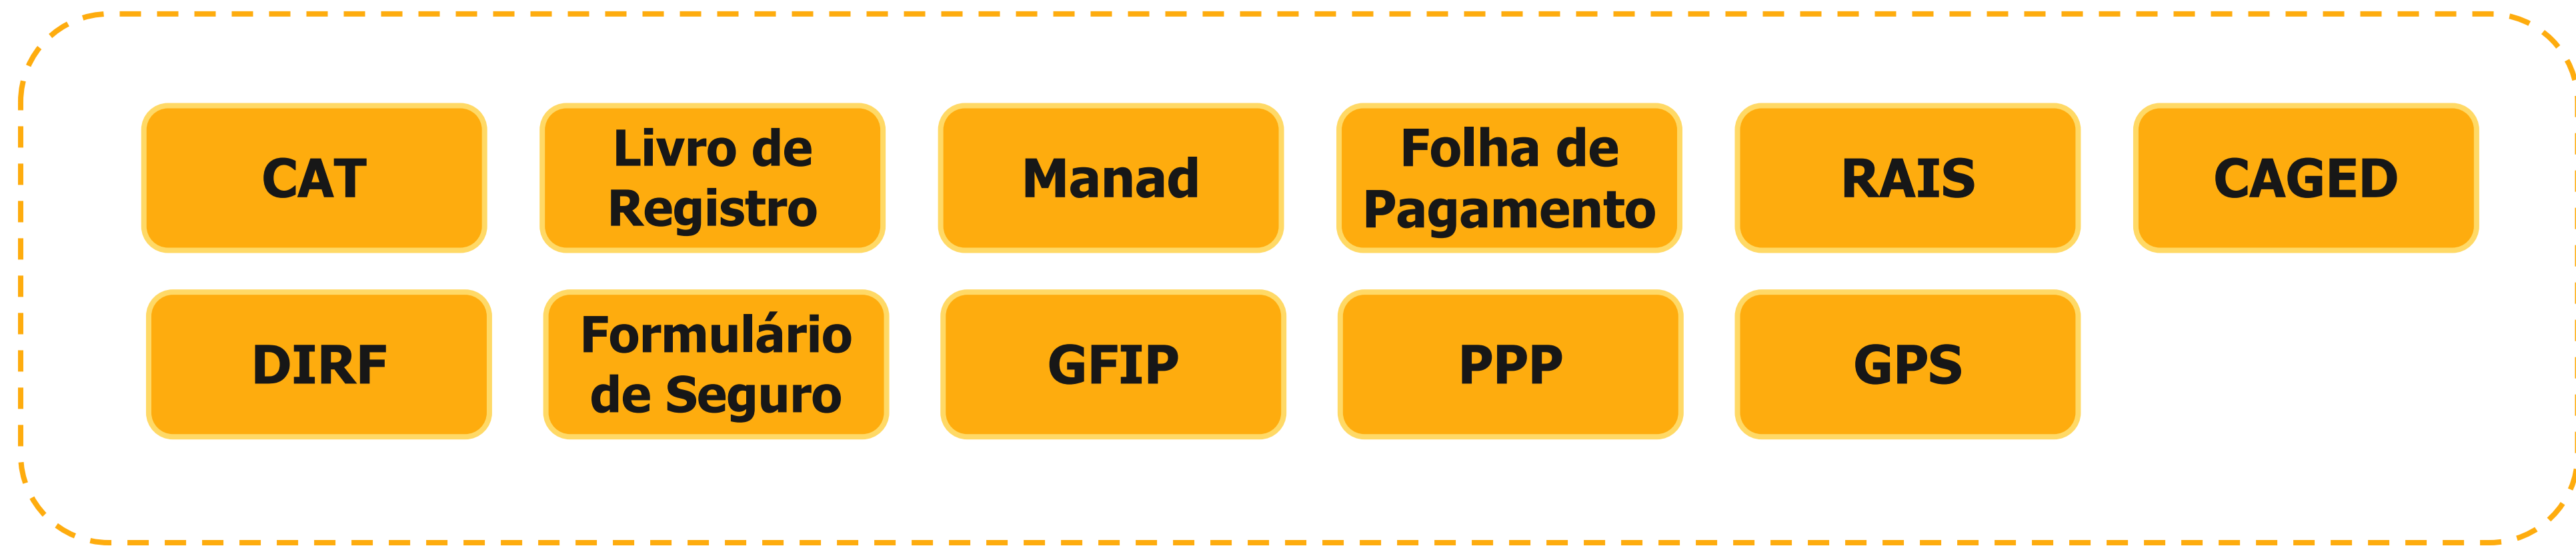 CAT
Livro de
Registro
Manad
Folha de
Pagamento
RAIS
CAGED
DIRF
Formulário
de Seguro
GFIP
PPP
GPS